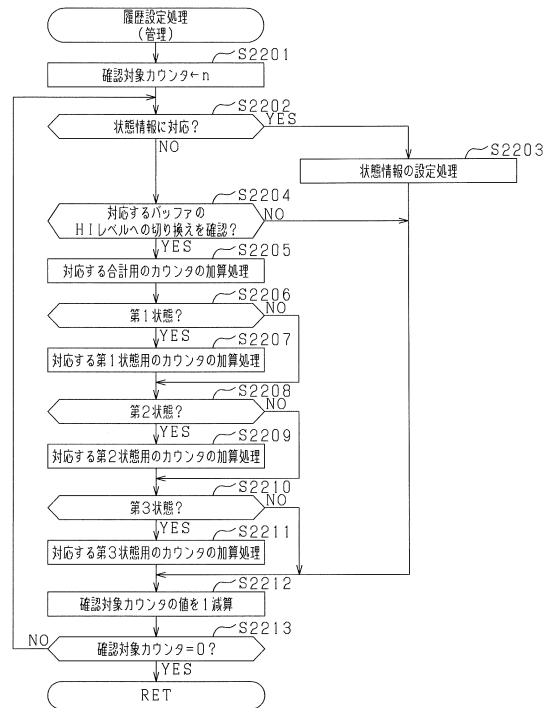 履歴設定処理
(管理)
S2201
確認対象カウンタ←n
S2202
状態情報に対応?
YES
NO
S2203
状態情報の設定処理
S2204
対応するバッファの
HIレベルへの切り換えを確認?
NO
YES
S2205
対応する合計用のカウンタの加算処理
S2206
第1状態?
NO
YES
S2207
対応する第1状態用のカウンタの加算処理
S2208
第2状態?
NO
YES
S2209
対応する第2状態用のカウンタの加算処理
S2210
第3状態?
NO
YES
S2211
対応する第3状態用のカウンタの加算処理
S2212
確認対象カウンタの値を1減算
S2213
NO
確認対象カウンタ=0?
YES
RET